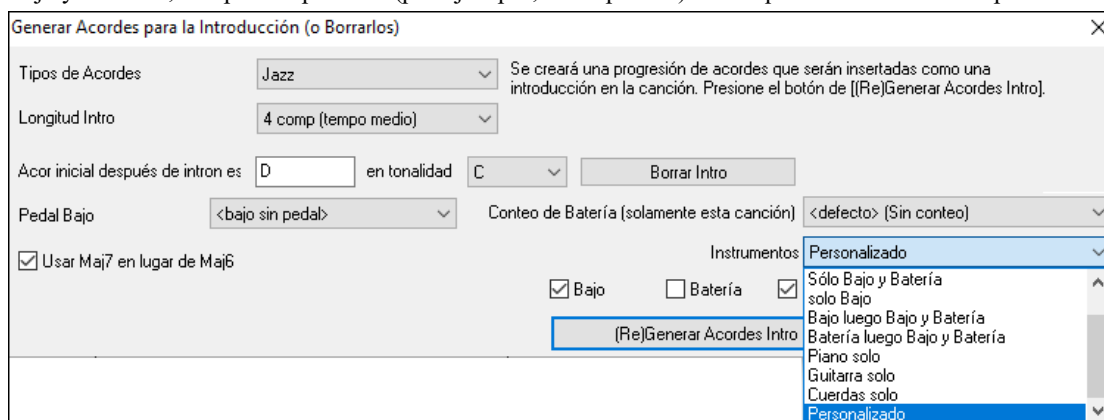 Generar Acordes para la Introducción (o Borrarlos)
Tipos de Acordes
Jazz
Se creará una progresión de acordes que serán insertadas como una
introducción en la canción. Presione el botón de [(Re)Generar Acordes Intro].
Longitud Intro
4 comp (tempo medio)
Acor inicial después de intron es D en tonalidad C Borrar Intro
Pedal Bajo <bajo sin pedal> Conteo de Batería (solamente esta canción) <defecto> (Sin conteo)
Usar Maj7 en lugar de Maj6
Instrumentos Personalizado
Bajo Batería
(Re)Generar Acordes Intro
Sólo Bajo y Batería
solo Bajo
Bajo luego Bajo y Batería
Batería luego Bajo y Batería
Piano solo
Guitarra solo
Cuerdas solo
Personalizado